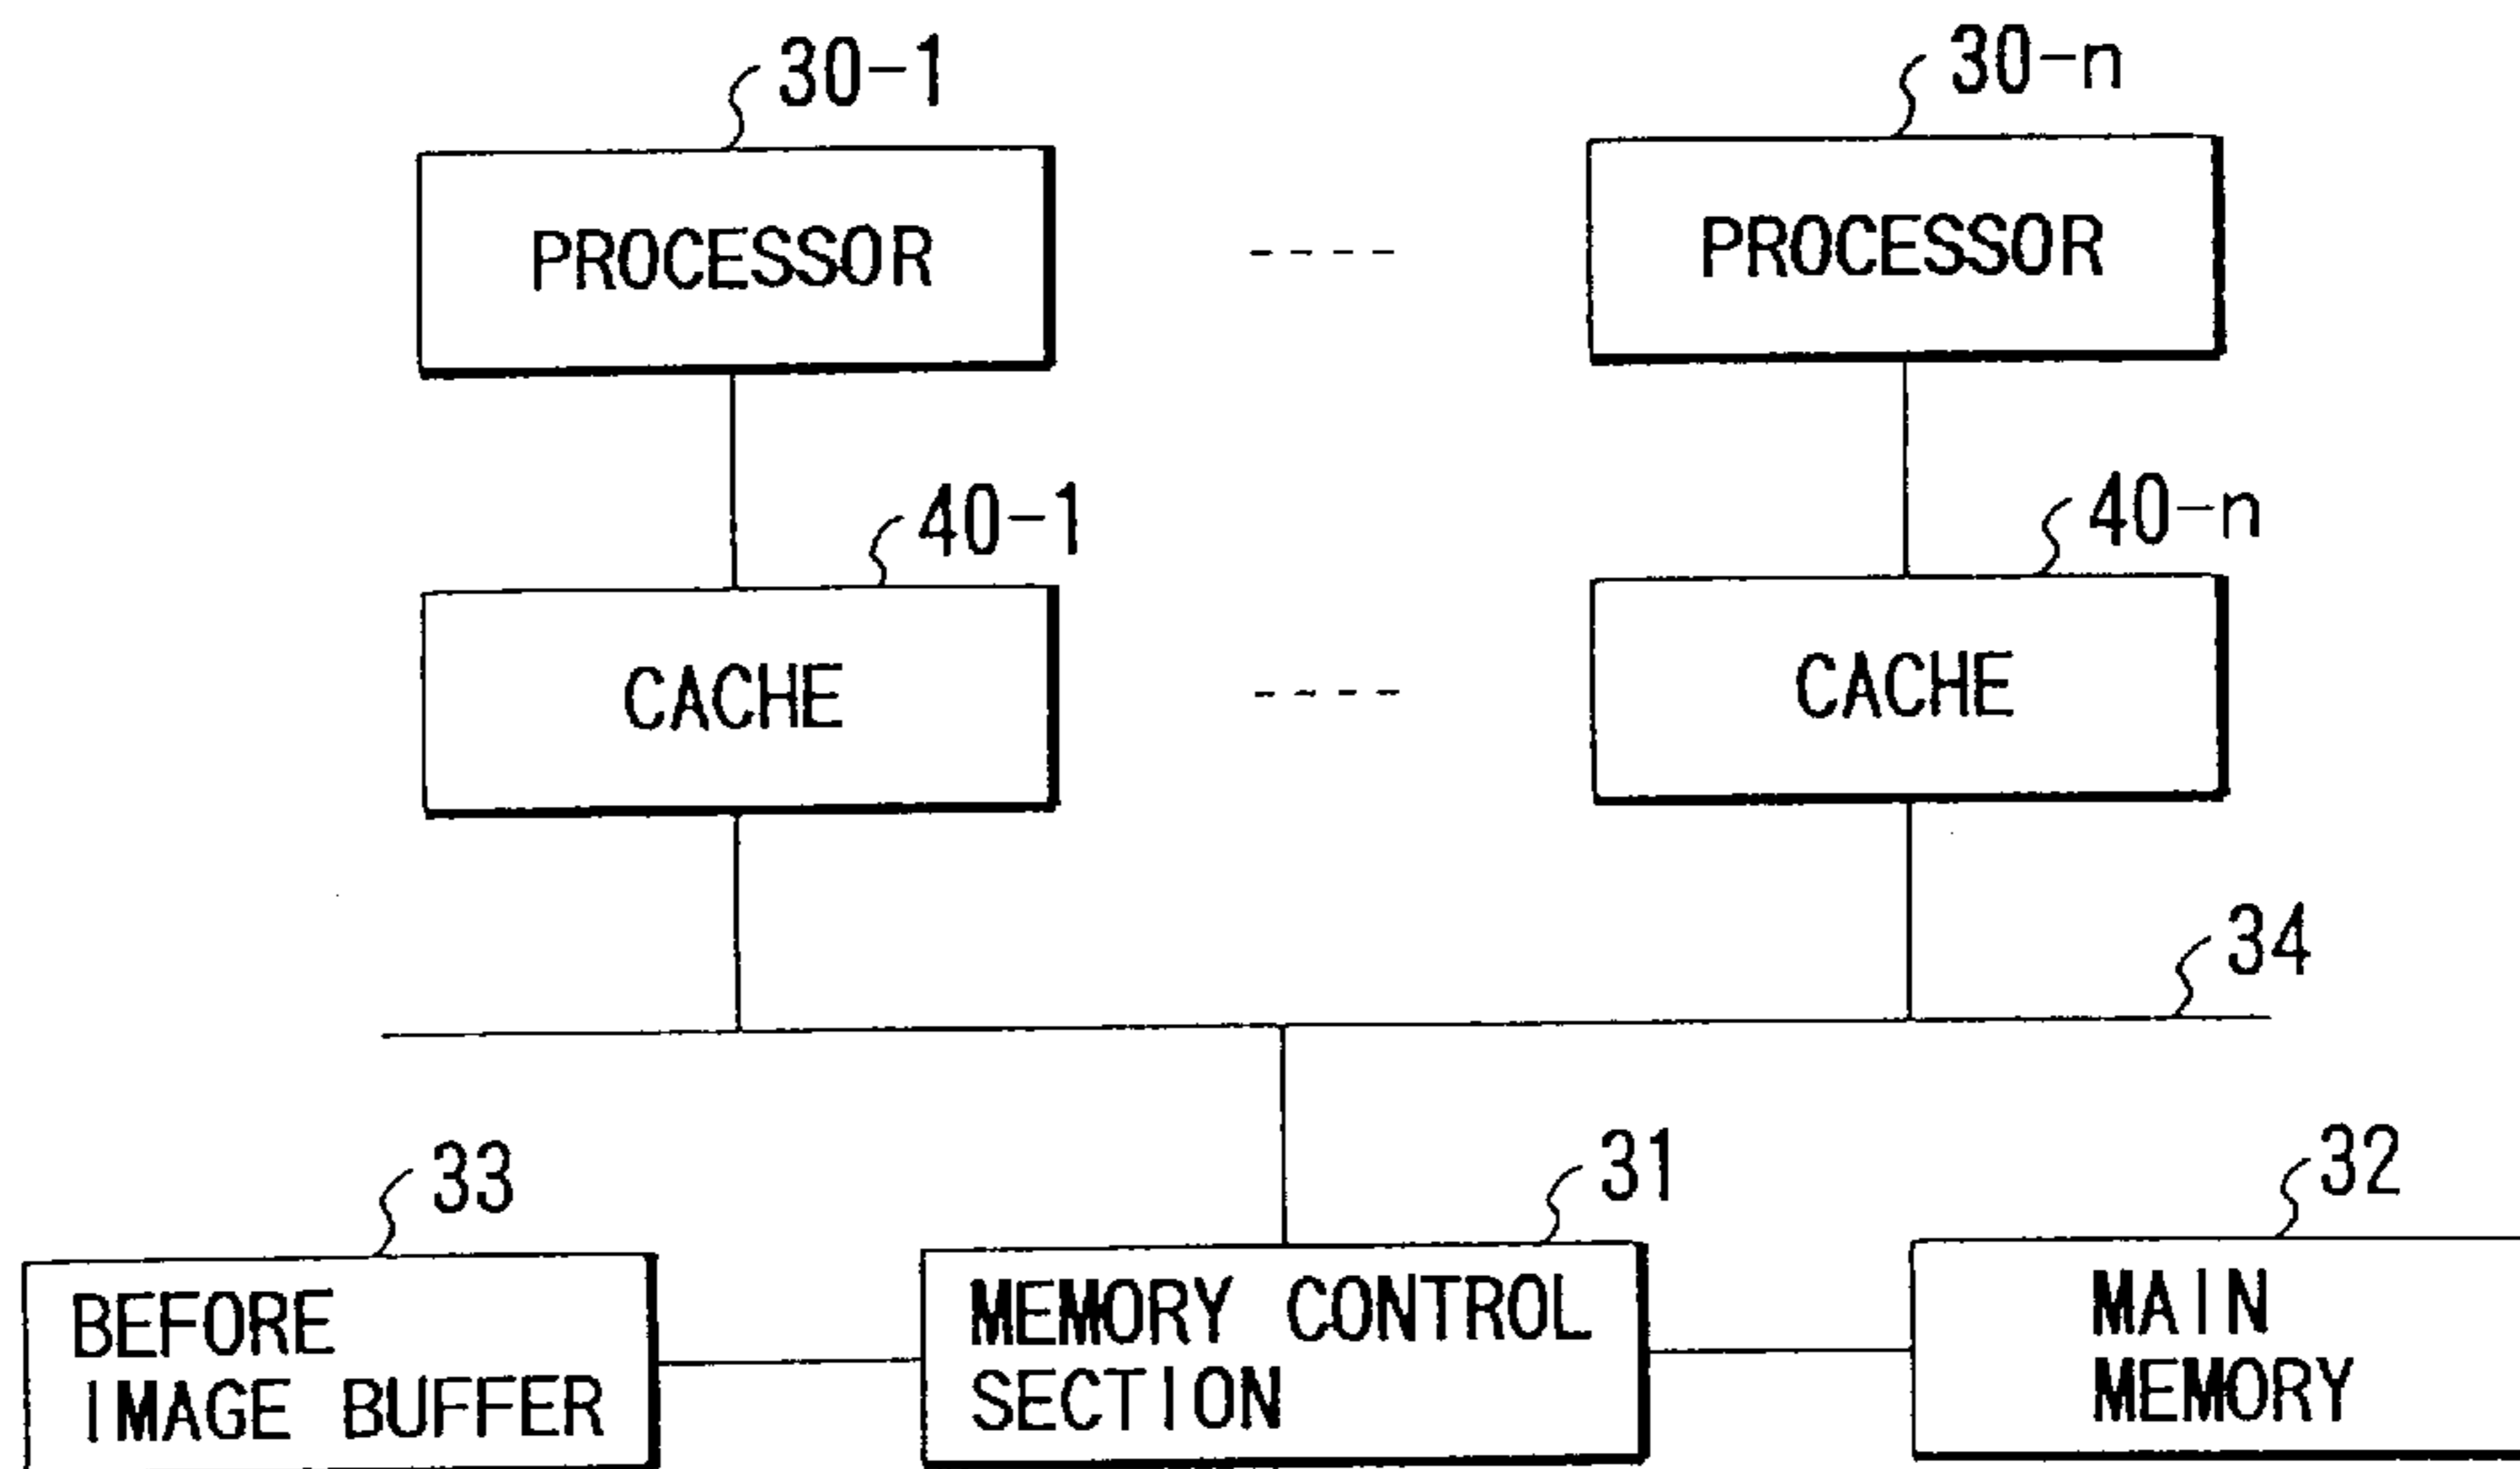 30-1
30-n
PROCESSOR
PROCESSOR
40-1
40-n
CACHE
CACHE
34
33
31
32
BEFORE
IMAGE BUFFER
MEMORY CONTROL
SECTION
MAIN
MEMORY